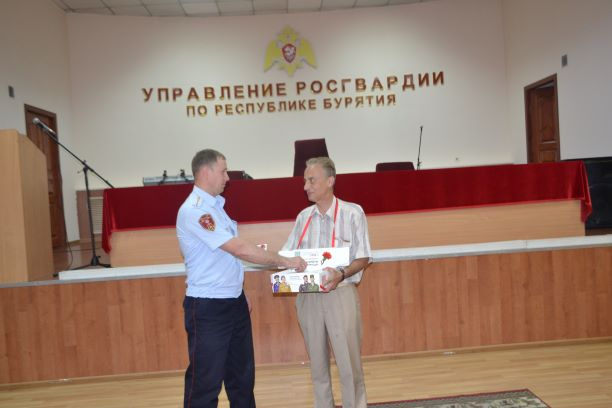 УПРАВЛЕНИЕ РОСГВАРДИИ
ПО РЕСПУБЛИКЕ БУРЯТИЯ